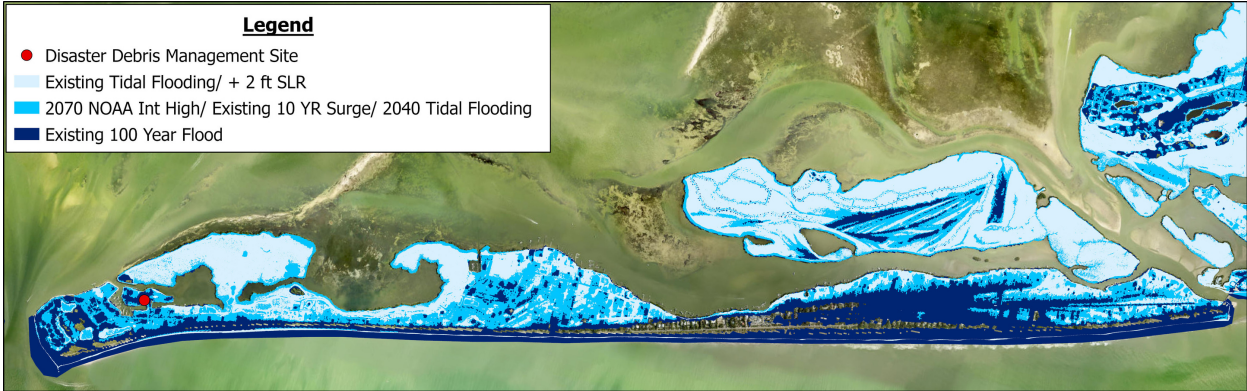 Legend
Disaster Debris Management Site
Existing Tidal Flooding/ + 2 ft SLR
2070 NOAA Int High/ Existing 10 YR Surge/ 2040 Tidal Flooding
Existing 100 Year Flood